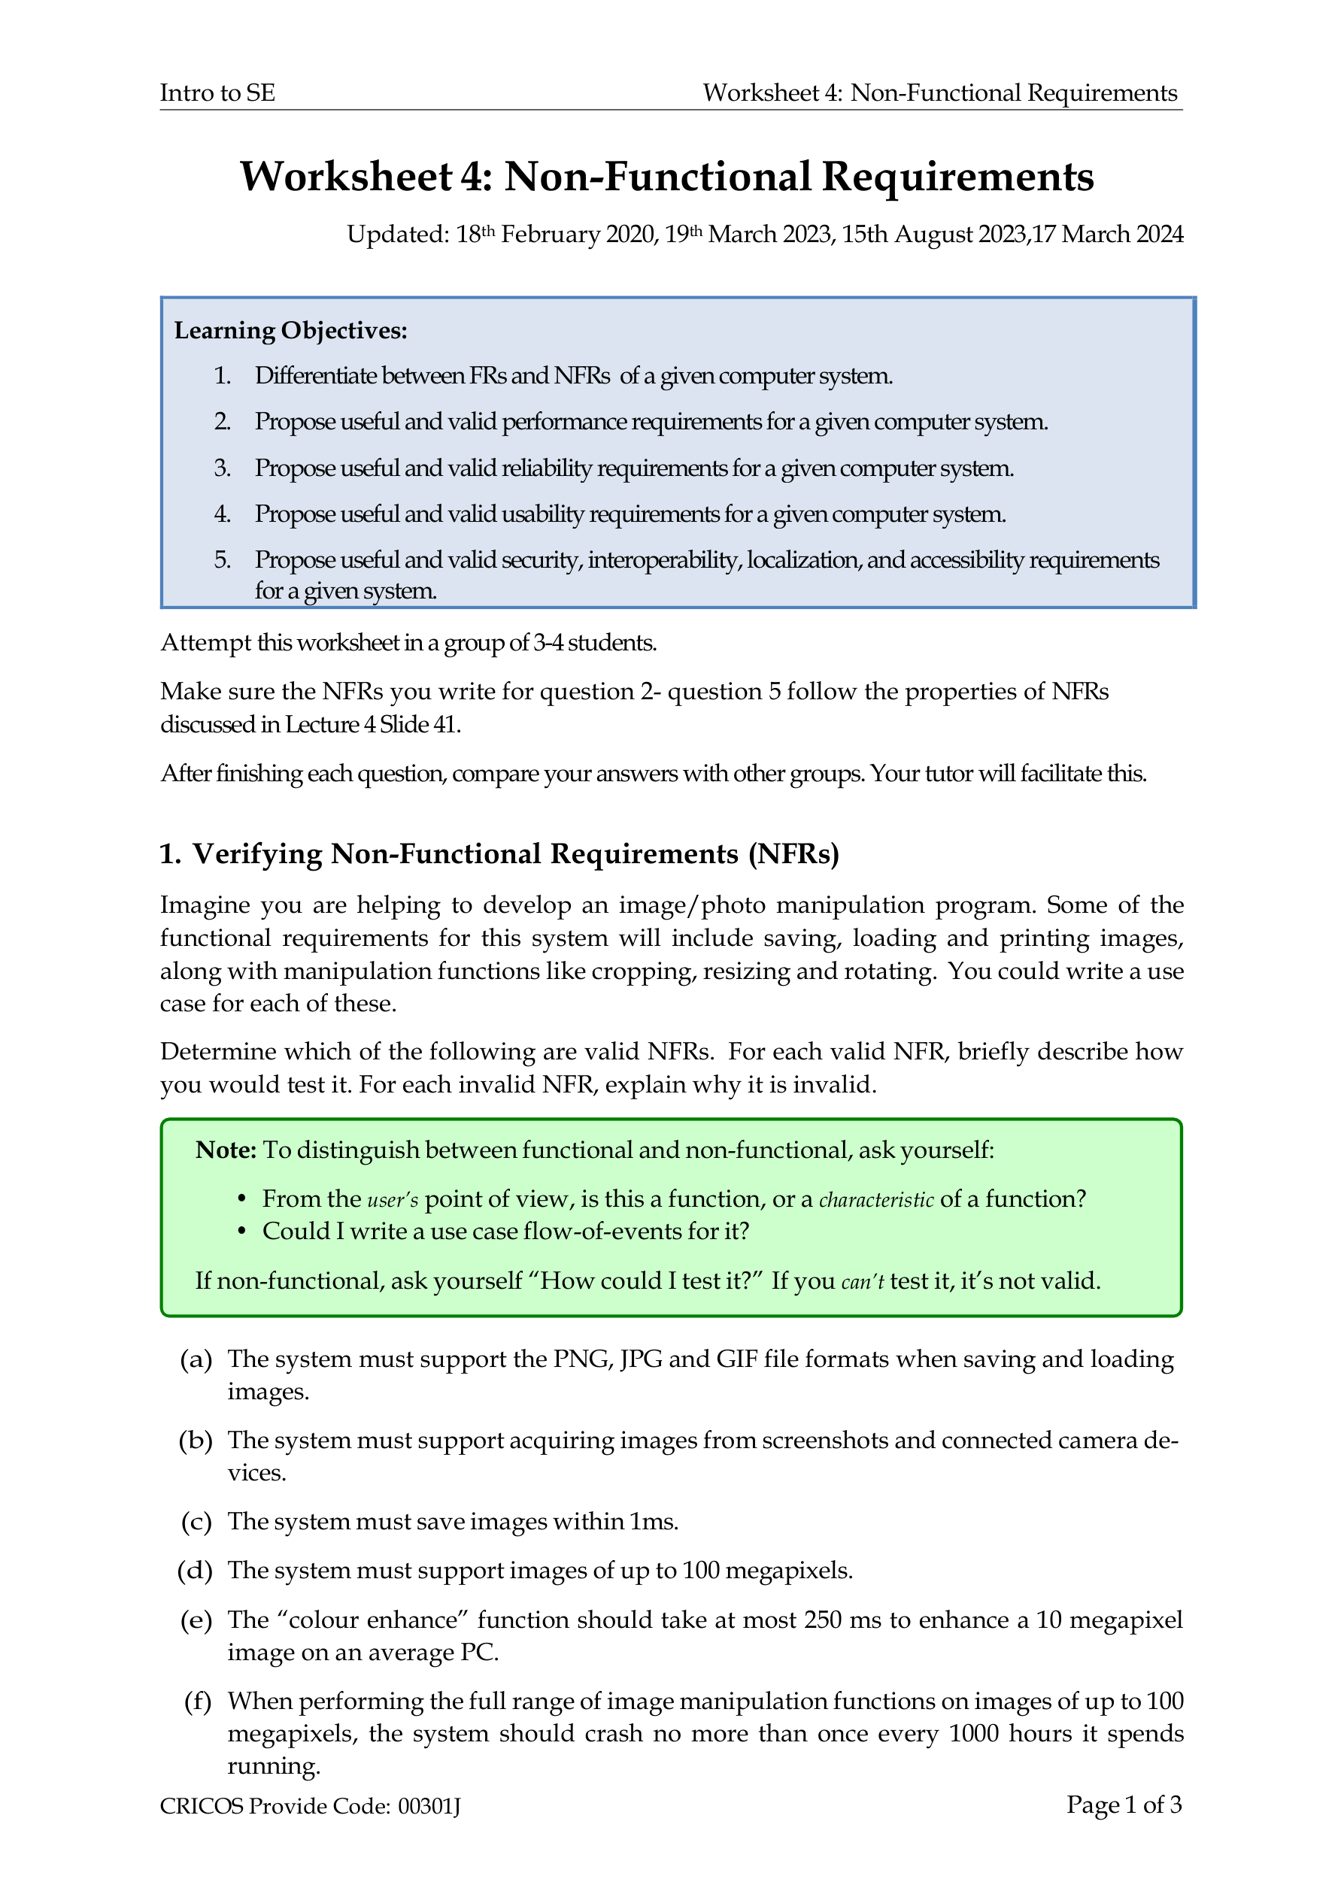 Intro to SE
Worksheet 4: Non-Functional Requirements
Worksheet 4: Non-Functional Requirements
Updated: 18th February 2020, 19th March 2023, 15th August 2023,17 March 2024
Learning Objectives:
1. Differentiate between FRs and NFRs of a given computer system.
2. Propose useful and valid performance requirements for a given computer system.
3. Propose useful and valid reliability requirements for a given computer system.
4. Propose useful and valid usability requirements for a given computer system.
5. Propose useful and valid security, interoperability, localization, and accessibility requirements
for a given system.
Attempt this worksheet in a group of 3-4 students.
Make sure the NFRs you write for question 2- question 5 follow the properties of NFRs
discussed in Lecture 4 Slide 41.
After finishing each question, compare your answers with other groups. Your tutor will facilitate this.
1. Verifying Non-Functional Requirements (NFRs)
Imagine you are helping to develop an image/photo manipulation program. Some of the
functional requirements for this system will include saving, loading and printing images,
along with manipulation functions like cropping, resizing and rotating. You could write a use
case for each of these.
Determine which of the following are valid NFRs. For each valid NFR, briefly describe how
you would test it. For each invalid NFR, explain why it is invalid.
Note: To distinguish between functional and non-functional, ask yourself:
• From the user's point of view, is this a function, or a characteristic of a function?
• Could I write a use case flow-of-events for it?
If non-functional, ask yourself “How could I test it?” If you can't test it, it's not valid.
(a) The system must support the PNG, JPG and GIF file formats when saving and loading
images.
(b) The system must support acquiring images from screenshots and connected camera de-
vices.
(c) The system must save images within 1ms.
(d) The system must support images of up to 100 megapixels.
(e) The “colour enhance” function should take at most 250 ms to enhance a 10 megapixel
image on an average PC.
(f) When performing the full range of image manipulation functions on images of up to 100
megapixels, the system should crash no more than once every 1000 hours it spends
running.
CRICOS Provide Code: 00301J
Page 1 of 3